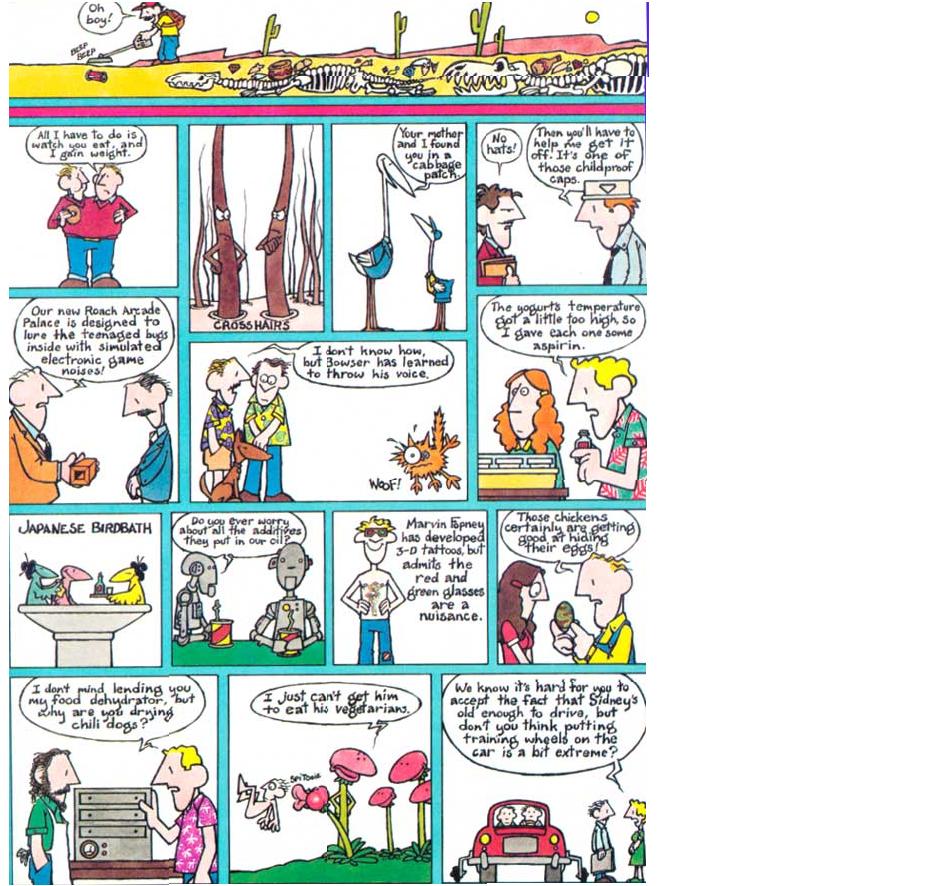 Oh
boy!
BEEP
BEEP
All I have to do is
watch you eat, and
I gain weight.
CROSSHAIRS
Your mother
and I found
you in a
cabbage
patch.
No
hats!
Then you'll have to
help me get it
off. It's one of
those childproof
caps.
Our new Roach Arcade
Palace is designed to
lure the teenaged bugs
inside with simulated
electronic game
noises!
I don't know how,
but Bowser has learned
to throw his voice.
WOOF!
The yogurt's temperature
got a little too high, so
I gave each one some
aspirin.
JAPANESE BIRDBATH
Do you ever worry
about all the additives
they put in our oil?
Marvin Fopney
has developed
3-D tattoos, but
admits the
red and
green glasses
are a
nuisance.
Those chickens
certainly are getting
good at hiding
their eggs!
I don't mind lending you
my food dehydrator, but
why are you drying
chili dogs?
I just can't get him
to eat his vegetarians.
SPITOOIE
We know it's hard for you to
accept the fact that Sidney's
old enough to drive, but
don't you think putting
training wheels on the
car is a bit extreme?